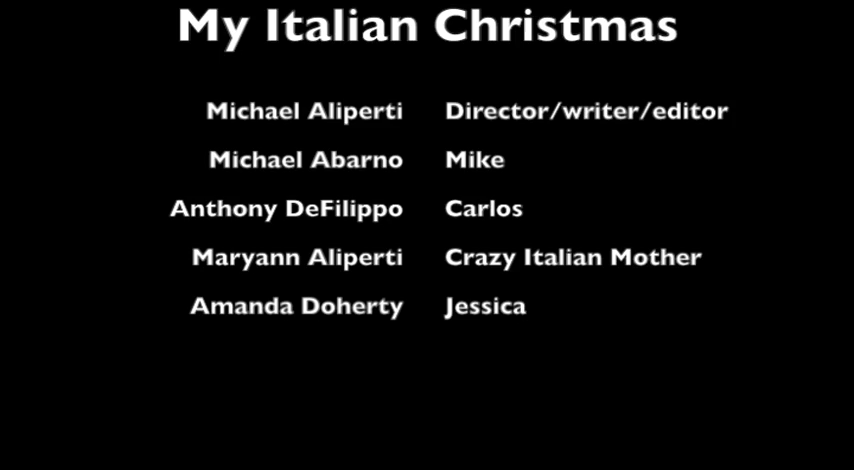 My Italian Christmas
Michael Aliperti Director/writer/editor
Michael Abarno Mike
Anthony DeFilippo Carlos
Maryann Aliperti Crazy Italian Mother
Amanda Doherty Jessica